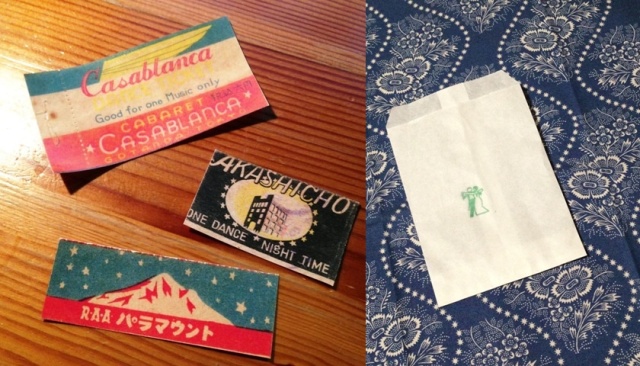 Casablanca
Good for one Music only
CABARET
CASABLANCA
AKASHICHO
ONE DANCE NIGHT TIME
R·A·A パラマウント